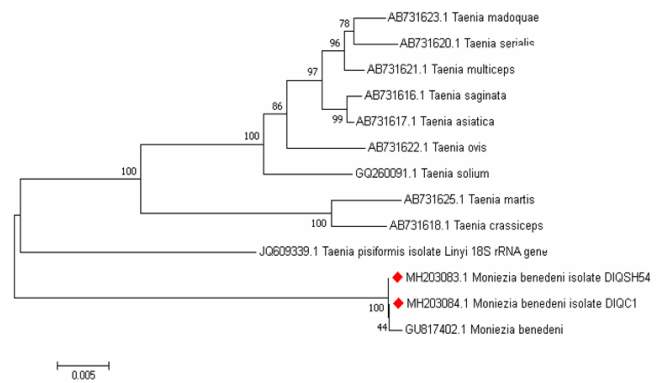 78
AB731623.1 Taenia madoquae
96
AB731620.1 Taenia serialis
97
AB731621.1 Taenia multiceps
AB731616.1 Taenia saginata
86
99
AB731617.1 Taenia asiatica
100
AB731622.1 Taenia ovis
100
GQ260091.1 Taenia solium
AB731625.1 Taenia martis
100
AB731618.1 Taenia crassiceps
JQ609339.1 Taenia pisiformis isolate Linyi 18S rRNA gene
MH203083.1 Moniezia benedeni isolate DIQSH54
100
MH203084.1 Moniezia benedeni isolate DIQC1
44
GU817402.1 Moniezia benedeni
0.005